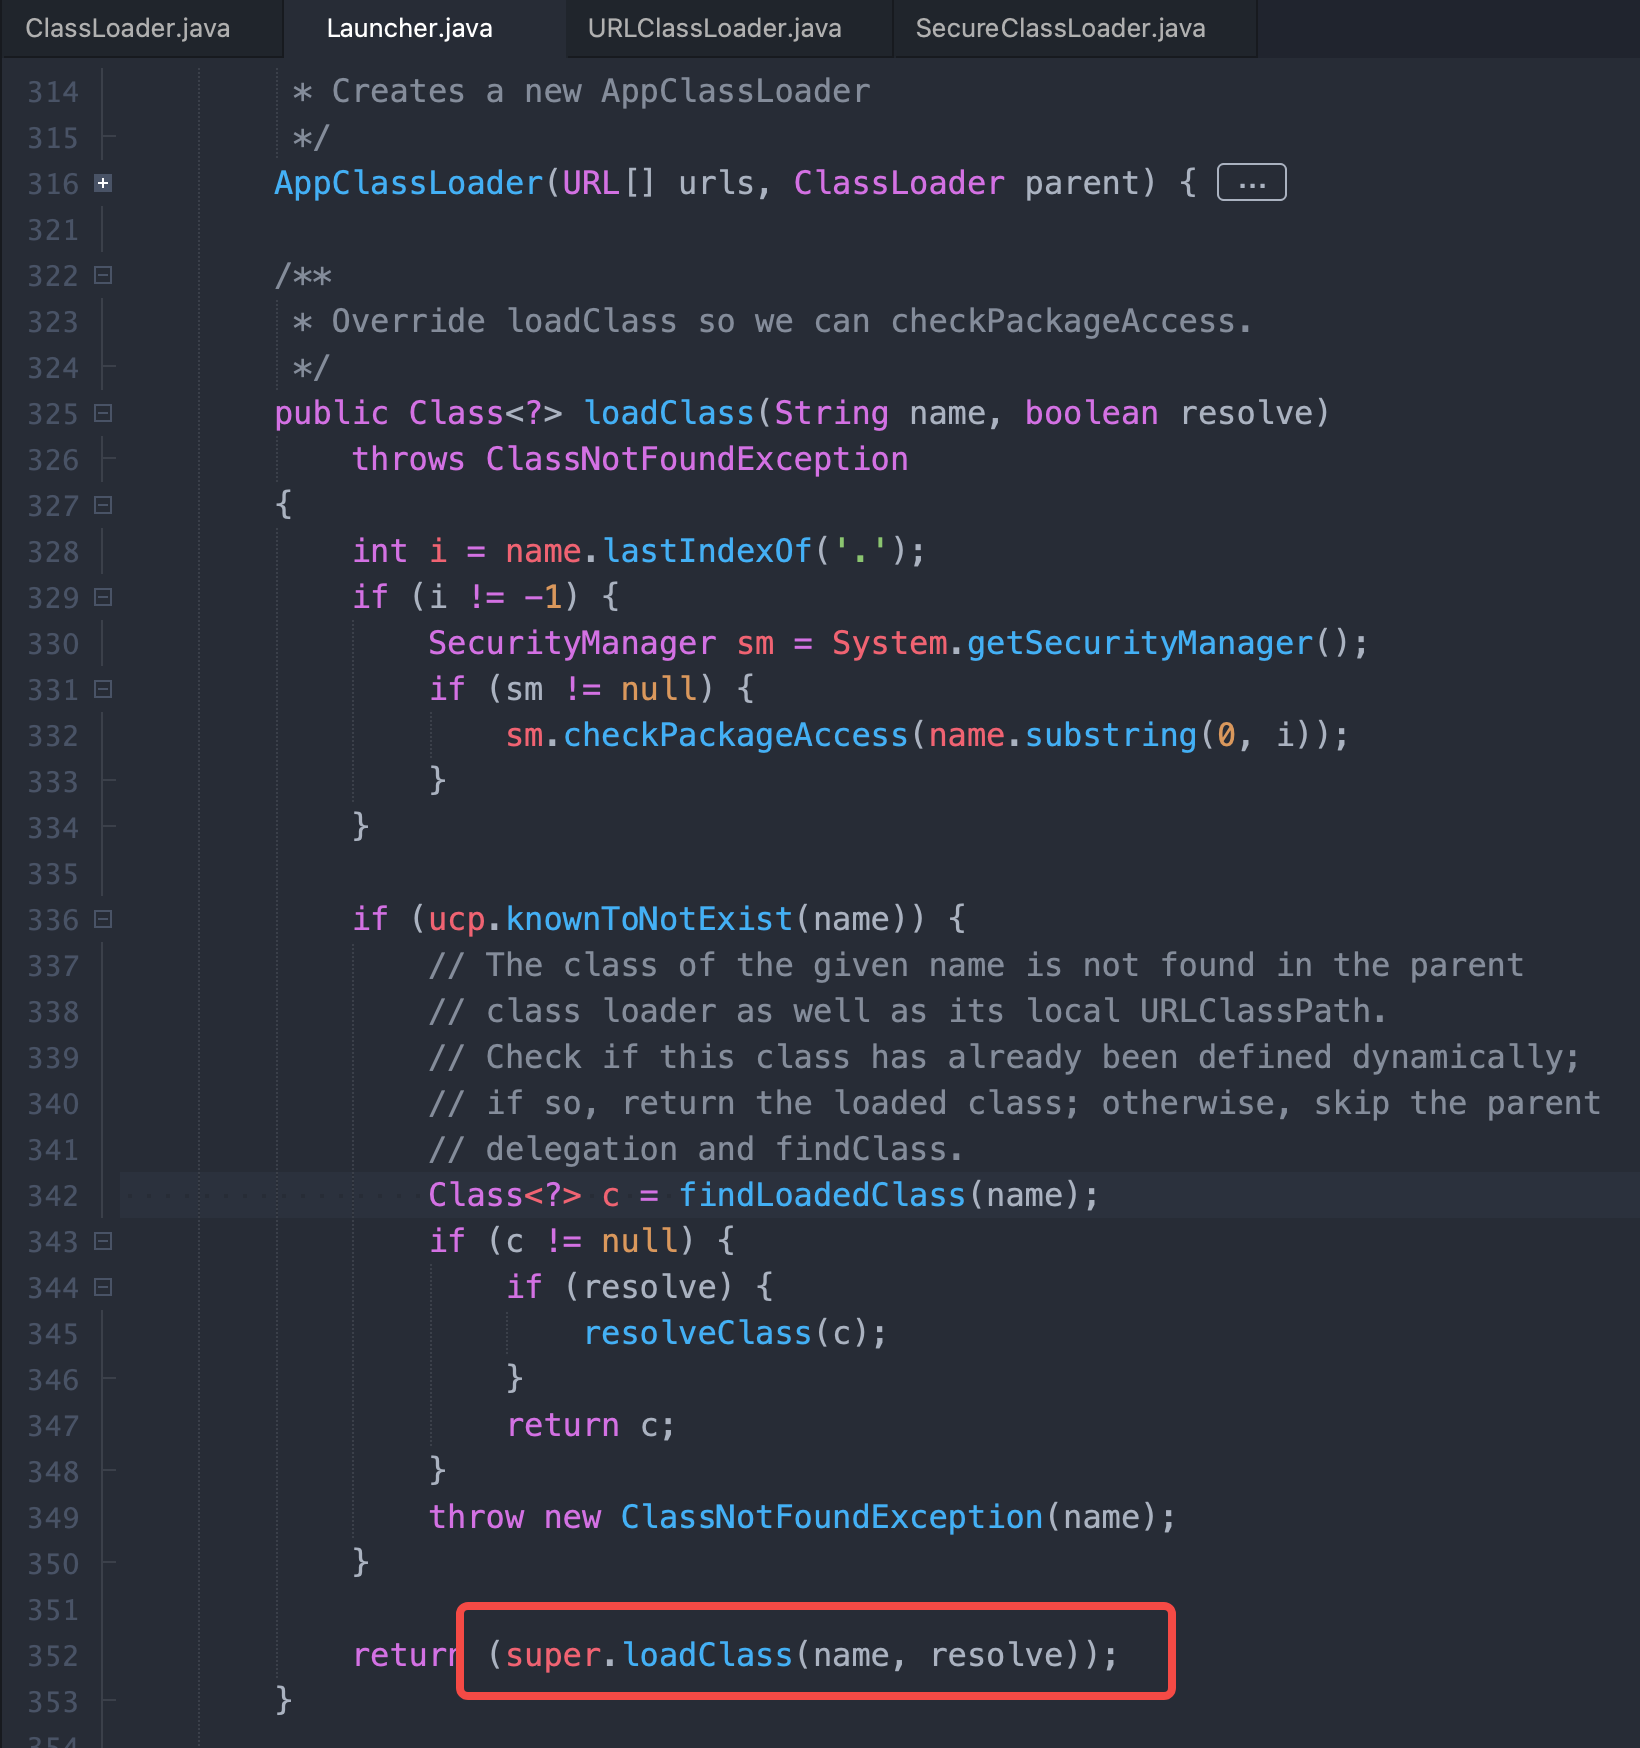 ClassLoader.java Launcher.java URLClassLoader.java SecureClassLoader.java
314 * Creates a new AppClassLoader
315 */
316 AppClassLoader(URL[] urls, ClassLoader parent) { ...
321
322 /**
323 * Override loadClass so we can checkPackageAccess.
324 */
325 public Class<?> loadClass(String name, boolean resolve)
326 throws ClassNotFoundException
327 {
328 int i = name.lastIndexOf('.');
329 if (i != -1) {
330 SecurityManager sm = System.getSecurityManager();
331 if (sm != null) {
332 sm.checkPackageAccess(name.substring(0, i));
333 }
334 }
335
336 if (ucp.knownToNotExist(name)) {
337 // The class of the given name is not found in the parent
338 // class loader as well as its local URLClassPath.
339 // Check if this class has already been defined dynamically;
340 // if so, return the loaded class; otherwise, skip the parent
341 // delegation and findClass.
342 Class<?> c = findLoadedClass(name);
343 if (c != null) {
344 if (resolve) {
345 resolveClass(c);
346 }
347 return c;
348 }
349 throw new ClassNotFoundException(name);
350 }
351
352 return (super.loadClass(name, resolve));
353 }
354